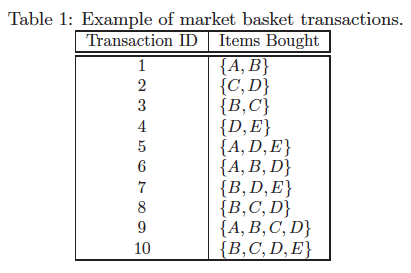 Table 1: Example of market basket transactions.
Transaction ID Items Bought
1 {A, B}
2 {C, D}
3 {B, C}
4 {D, E}
5 {A, D, E}
6 {A, B, D}
7 {B, D, E}
8 {B, C, D}
9 {A, B, C, D}
10 {B, C, D, E}